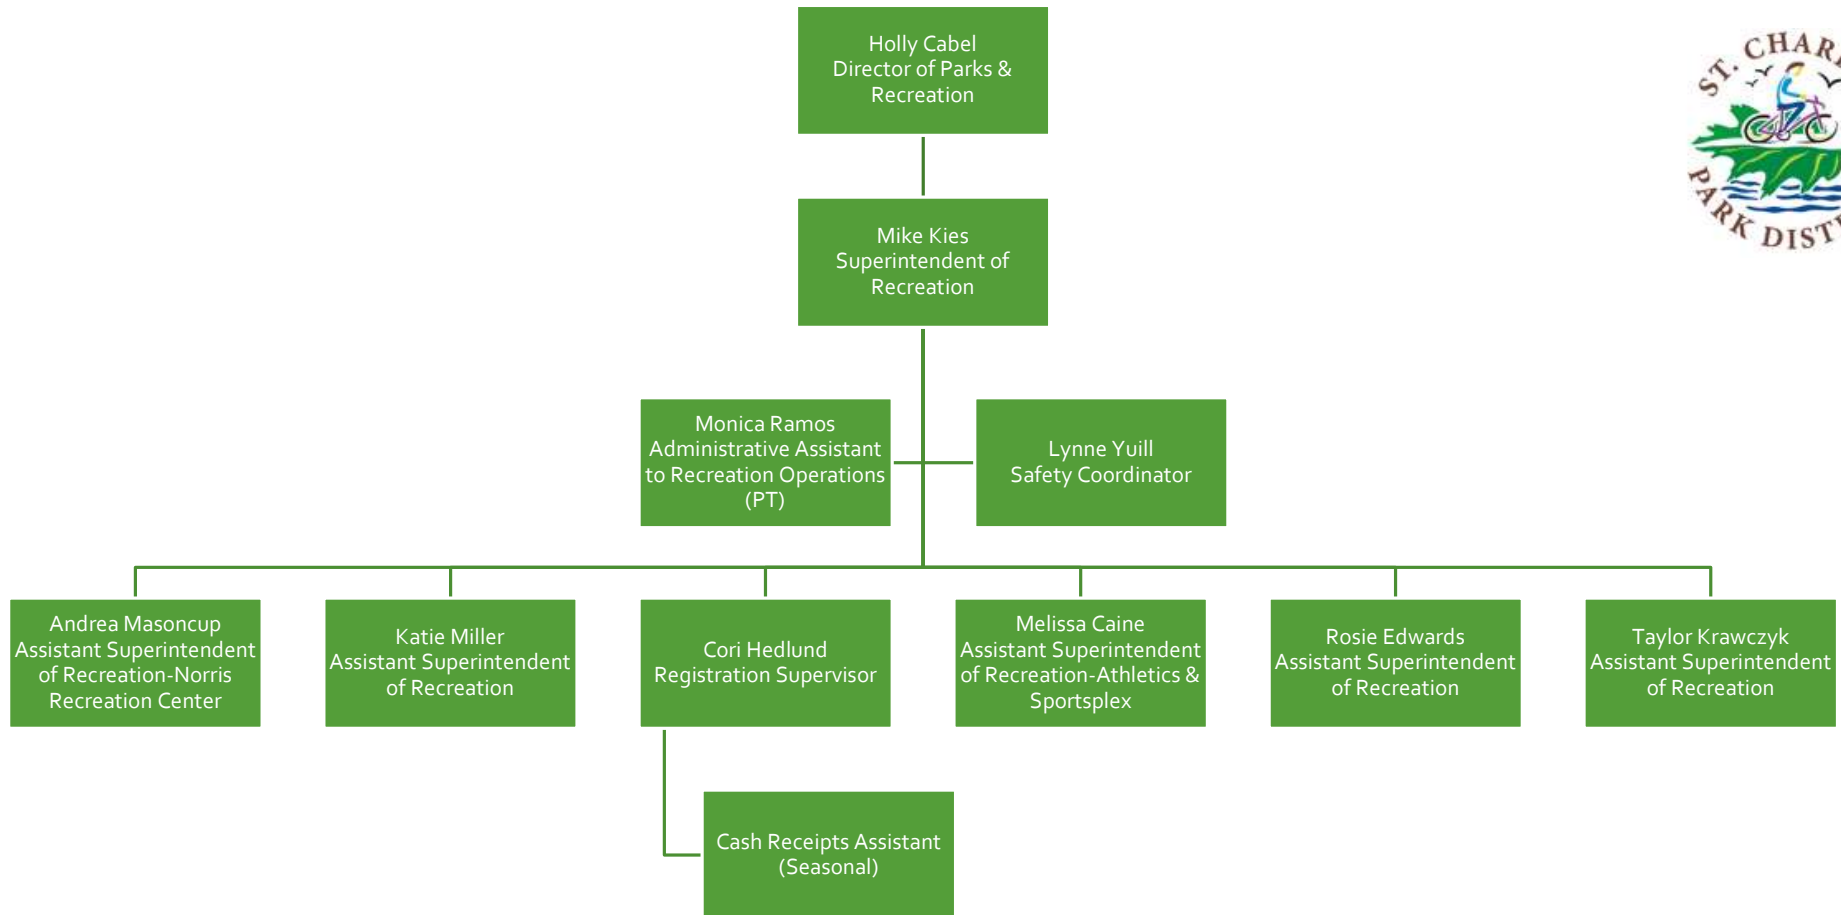 Holly Cabel
Director of Parks &
Recreation
ST. CHAR
PARK DIST
Mike Kies
Superintendent of
Recreation
Monica Ramos
Administrative Assistant
to Recreation Operations
(PT)
Lynne Yuill
Safety Coordinator
Andrea Masoncup
Assistant Superintendent
of Recreation-Norris
Recreation Center
Katie Miller
Assistant Superintendent
of Recreation
Cori Hedlund
Registration Supervisor
Melissa Caine
Assistant Superintendent
of Recreation-Athletics &
Sportsplex
Rosie Edwards
Assistant Superintendent
of Recreation
Taylor Krawczyk
Assistant Superintendent
of Recreation
Cash Receipts Assistant
(Seasonal)